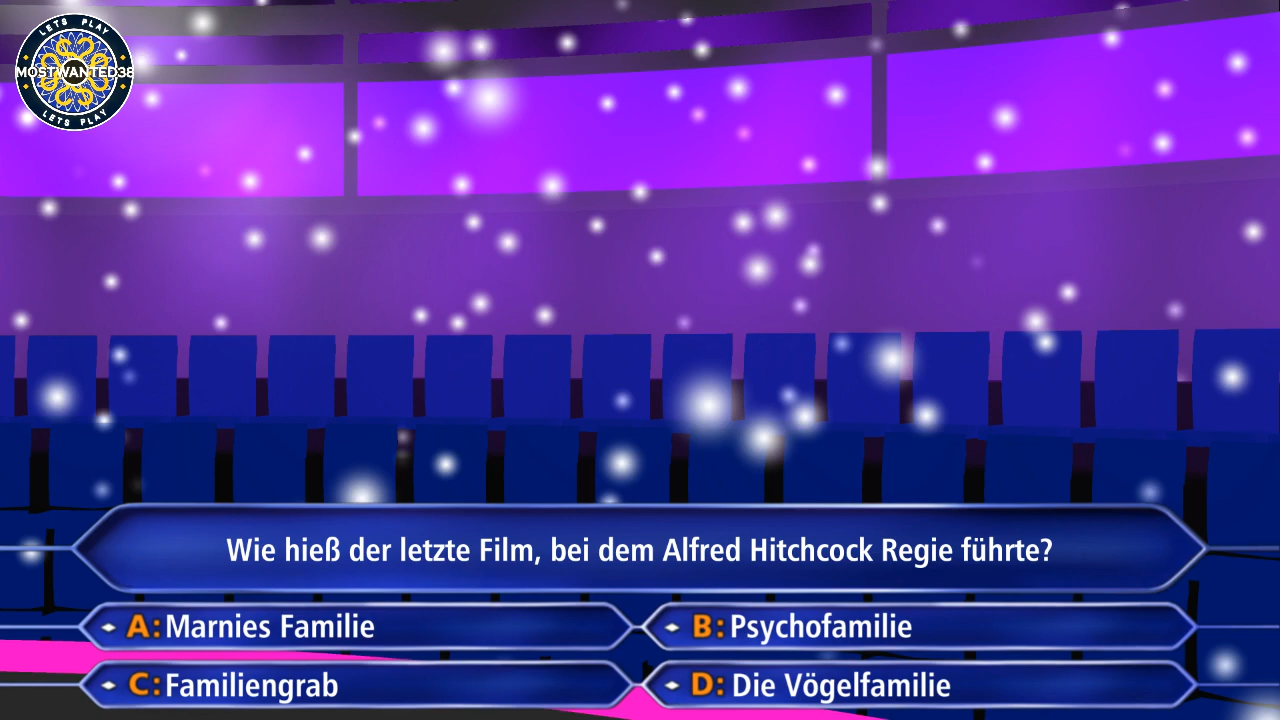 LETS PLAY
MOSTWANTED38
LETS PLAY
Wie hieß der letzte Film, bei dem Alfred Hitchcock Regie führte?
A: Marnies Familie
B: Psychofamilie
C: Familiengrab
D: Die Vögelfamilie